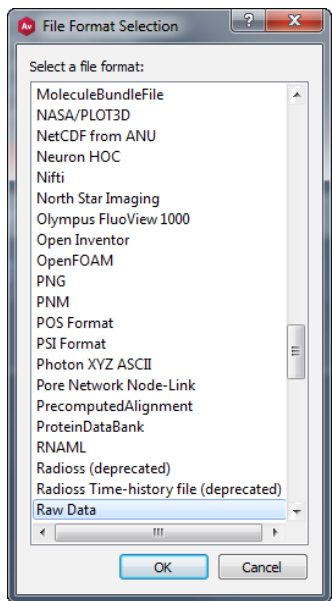 Av File Format Selection ? X
Select a file format:
MoleculeBundleFile
NASA/PLOT3D
NetCDF from ANU
Neuron HOC
Nifti
North Star Imaging
Olympus FluoView 1000
Open Inventor
OpenFOAM
PNG
PNM
POS Format
PSI Format
Photon XYZ ASCII
Pore Network Node-Link
PrecomputedAlignment
ProteinDataBank
RNAML
Radioss (deprecated)
Radioss Time-history file (deprecated)
Raw Data
OK Cancel